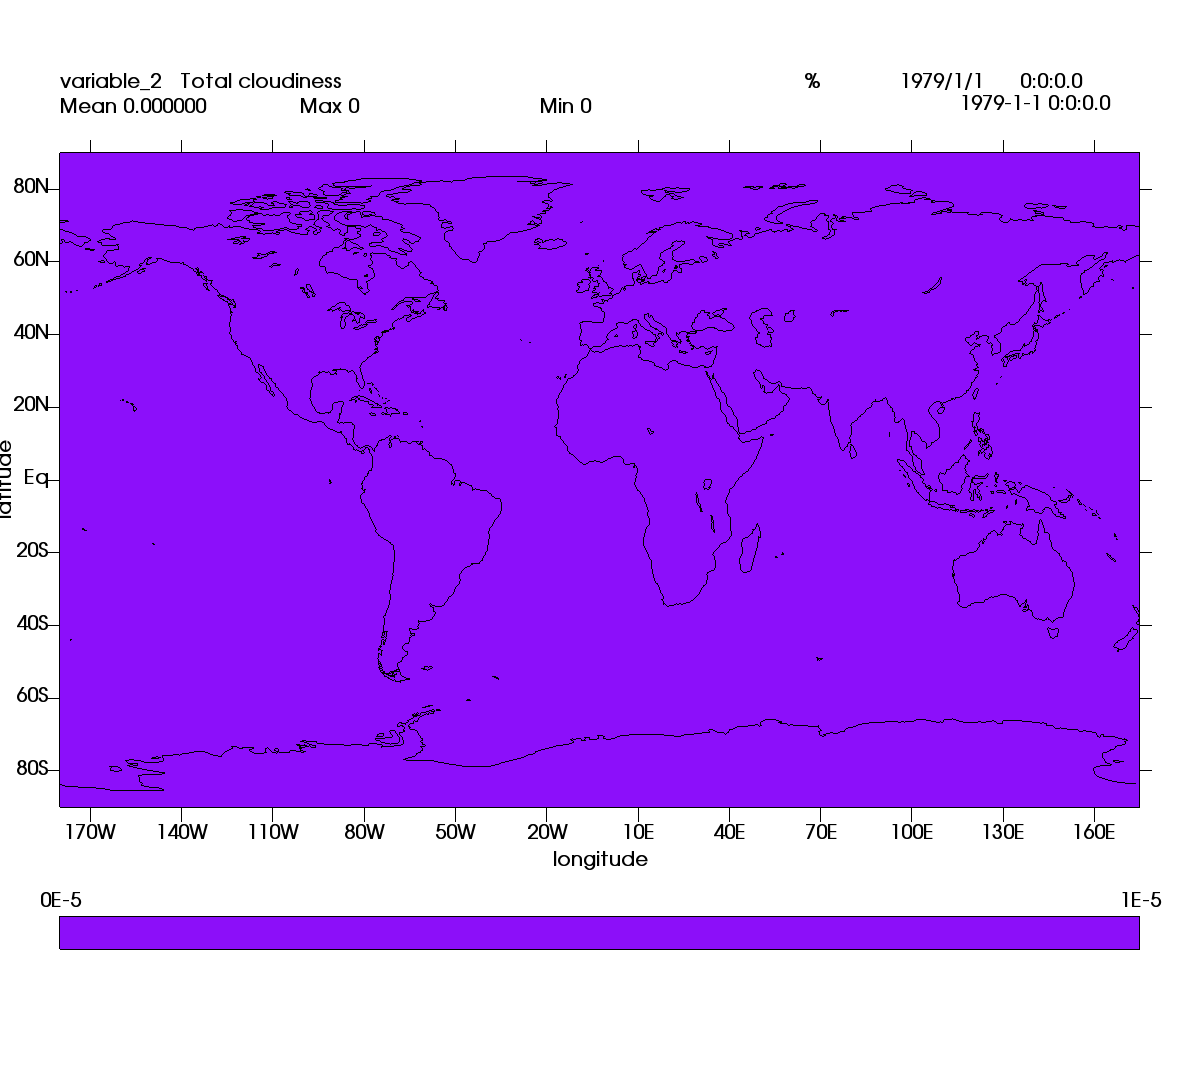 variable_2 Total cloudiness % 1979/1/1 0:0:0.0
Mean 0.000000 Max 0 Min 0 1979-1-1 0:0:0.0
80N
60N
40N
20N
Eq
20S
40S
60S
80S
latitude
170W 140W 110W 80W 50W 20W 10E 40E 70E 100E 130E 160E
longitude
0E-5 1E-5